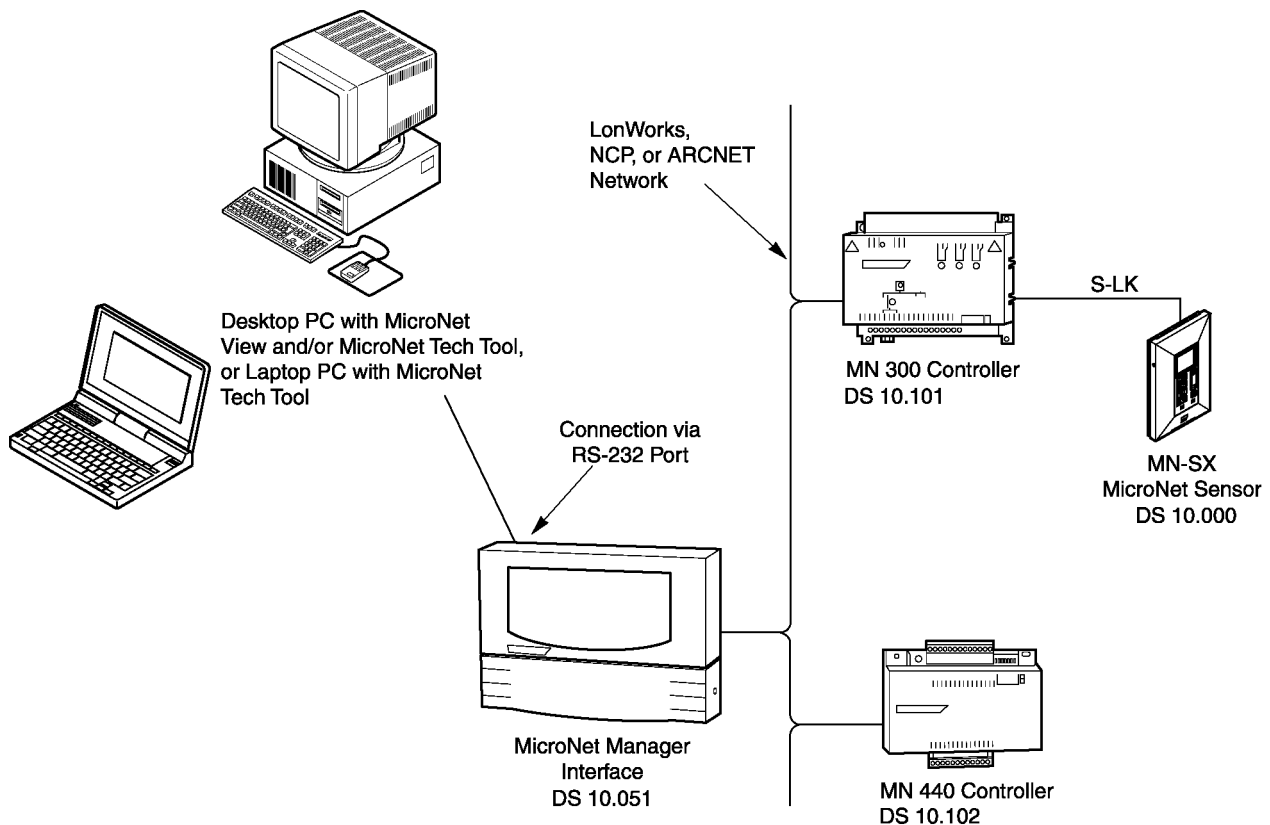 LonWorks,
NCP, or ARCNET
Network
S-LK
Desktop PC with MicroNet
View and/or MicroNet Tech Tool,
or Laptop PC with MicroNet
Tech Tool
MN 300 Controller
DS 10.101
Connection via
RS-232 Port
MN-SX
MicroNet Sensor
DS 10.000
MicroNet Manager
Interface
DS 10.051
MN 440 Controller
DS 10.102